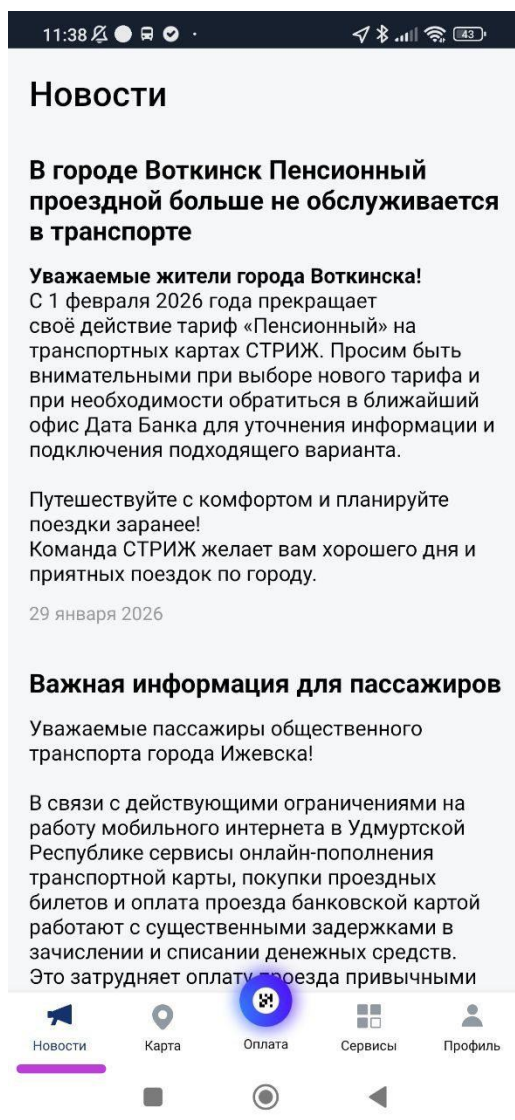 11:38
43
Новости
В городе Воткинск Пенсионный
проездной больше не обслуживается
в транспорте
Уважаемые жители города Воткинска!
С 1 февраля 2026 года прекращает
своё действие тариф «Пенсионный» на
транспортных картах СТРИЖ. Просим быть
внимательными при выборе нового тарифа и
при необходимости обратиться в ближайший
офис Дата Банка для уточнения информации и
подключения подходящего варианта.
Путешествуйте с комфортом и планируйте
поездки заранее!
Команда СТРИЖ желает вам хорошего дня и
приятных поездок по городу.
29 января 2026
Важная информация для пассажиров
Уважаемые пассажиры общественного
транспорта города Ижевска!
В связи с действующими ограничениями на
работу мобильного интернета в Удмуртской
Республике сервисы онлайн-пополнения
транспортной карты, покупки проездных
билетов и оплата проезда банковской картой
работают с существенными задержками в
зачислении и списании денежных средств.
Это затрудняет оплату проезда привычными
Новости Карта Оплата Сервисы Профиль